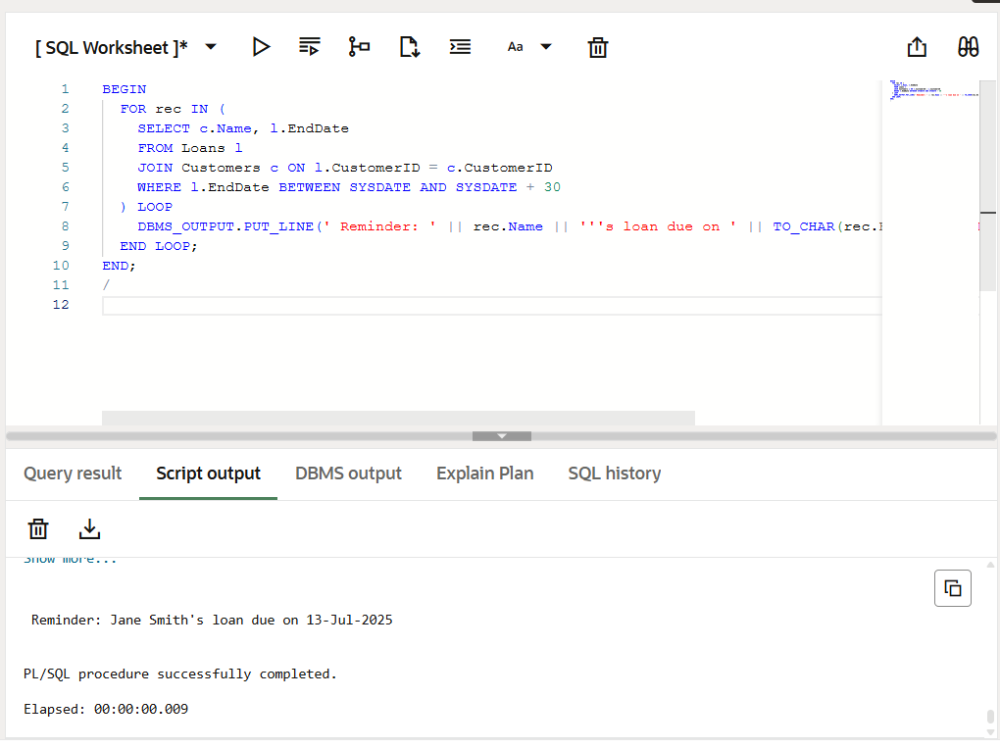 [ SQL Worksheet ]*
Aa
1 BEGIN
2 FOR rec IN (
3 SELECT c.Name, l.EndDate
4 FROM Loans l
5 JOIN Customers c ON l.CustomerID = c.CustomerID
6 WHERE l.EndDate BETWEEN SYSDATE AND SYSDATE + 30
7 ) LOOP
8 DBMS_OUTPUT.PUT_LINE(' Reminder: ' || rec.Name || '''s loan due on ' || TO_CHAR(rec.
9 END LOOP;
10 END;
11 /
12
Query result Script output DBMS output Explain Plan SQL history
Show more...
Reminder: Jane Smith's loan due on 13-Jul-2025
PL/SQL procedure successfully completed.
Elapsed: 00:00:00.009